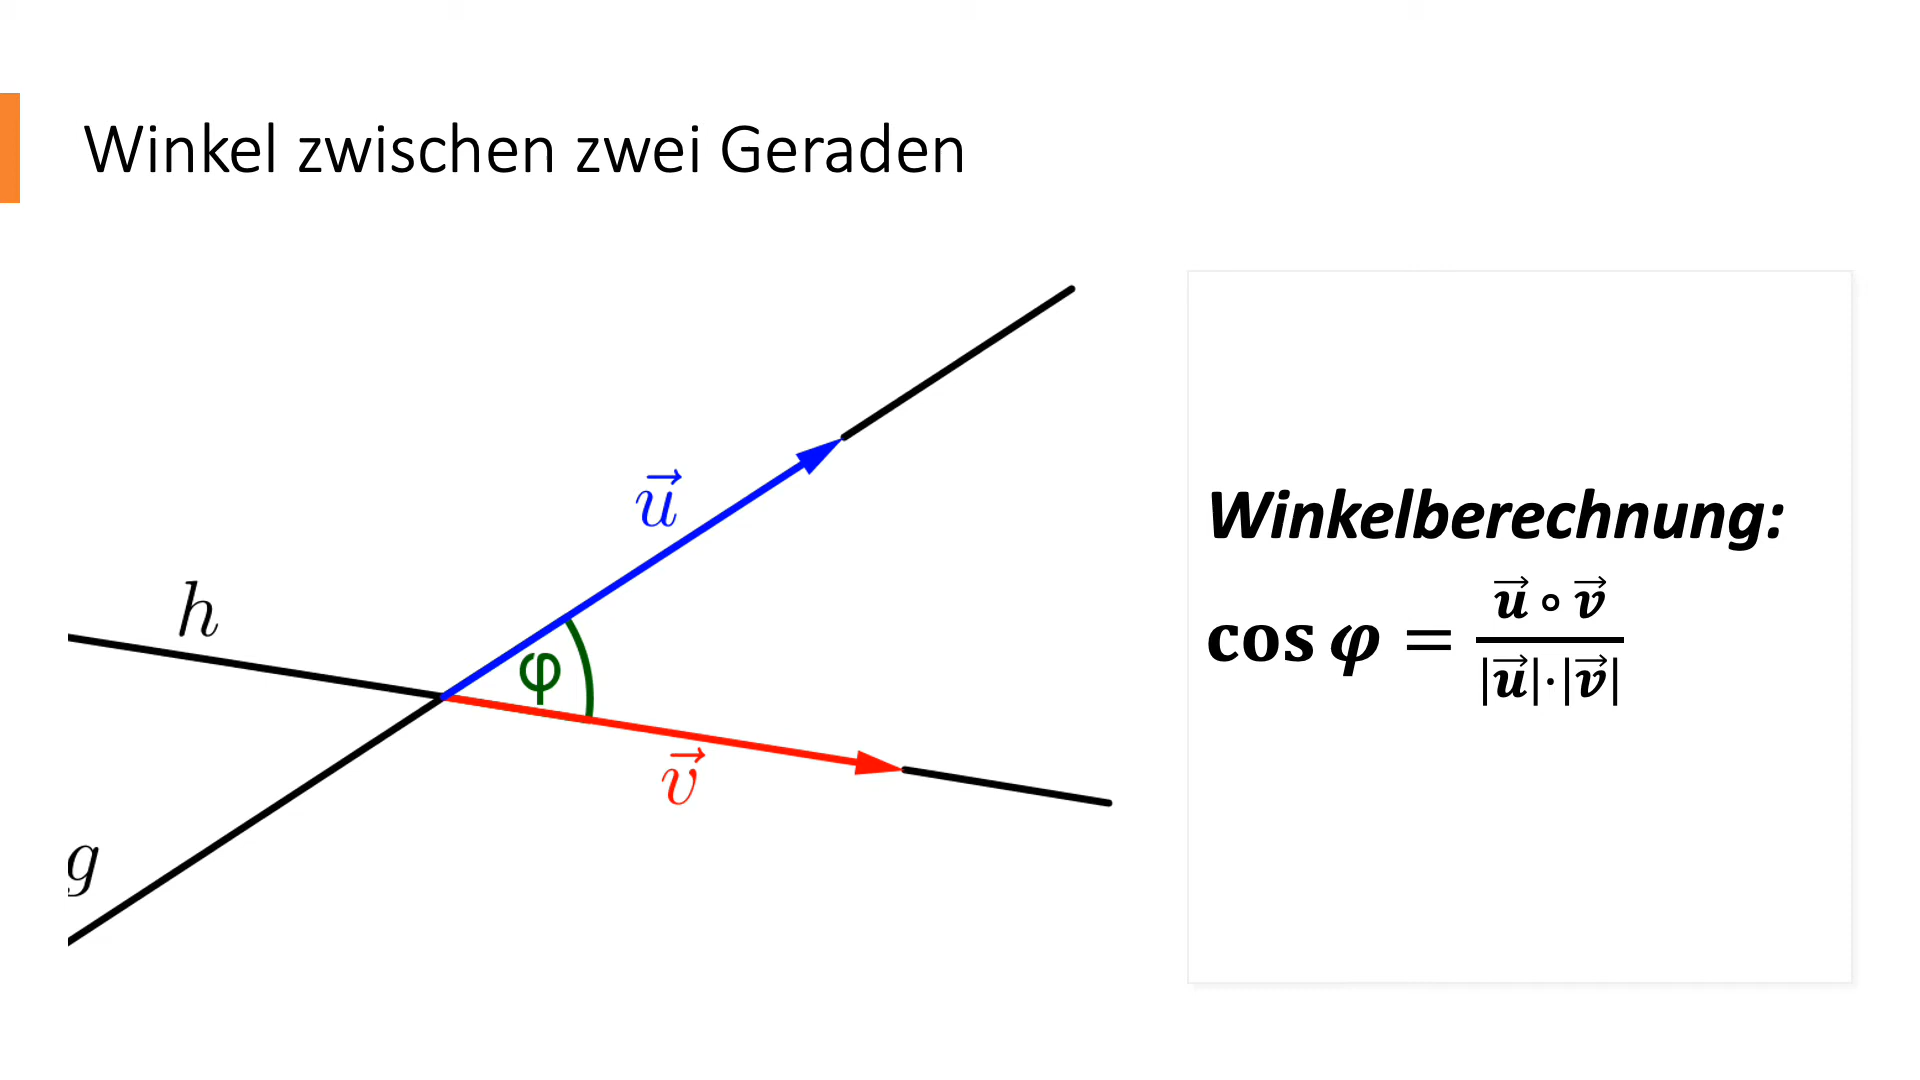 Winkel zwischen zwei Geraden
h
g
u⃗
φ
v⃗
Winkelberechnung:
cos φ = (u⃗ ∘ v⃗) / (|u⃗|·|v⃗|)